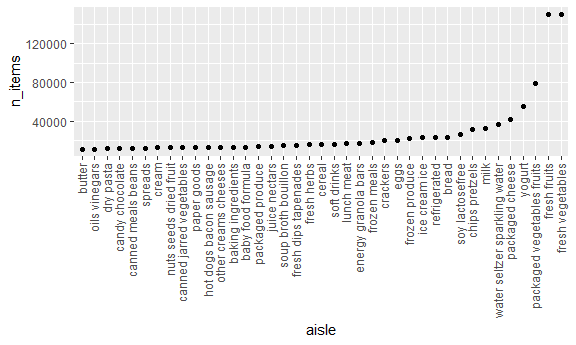 n_items
120000
80000
40000
butter
oils vinegars
dry pasta
candy chocolate
canned meals beans
spreads
cream
nuts seeds dried fruit
canned jarred vegetables
paper goods
hot dogs bacon sausage
other creams cheeses
baking ingredients
baby food formula
packaged produce
juice nectars
soup broth bouillon
fresh dips tapenades
fresh herbs
cereal
soft drinks
lunch meat
energy granola bars
frozen meals
crackers
eggs
frozen produce
ice cream ice
refrigerated
bread
soy lactosefree
chips pretzels
milk
water seltzer sparkling water
packaged cheese
yogurt
packaged vegetables fruits
fresh fruits
fresh vegetables
aisle